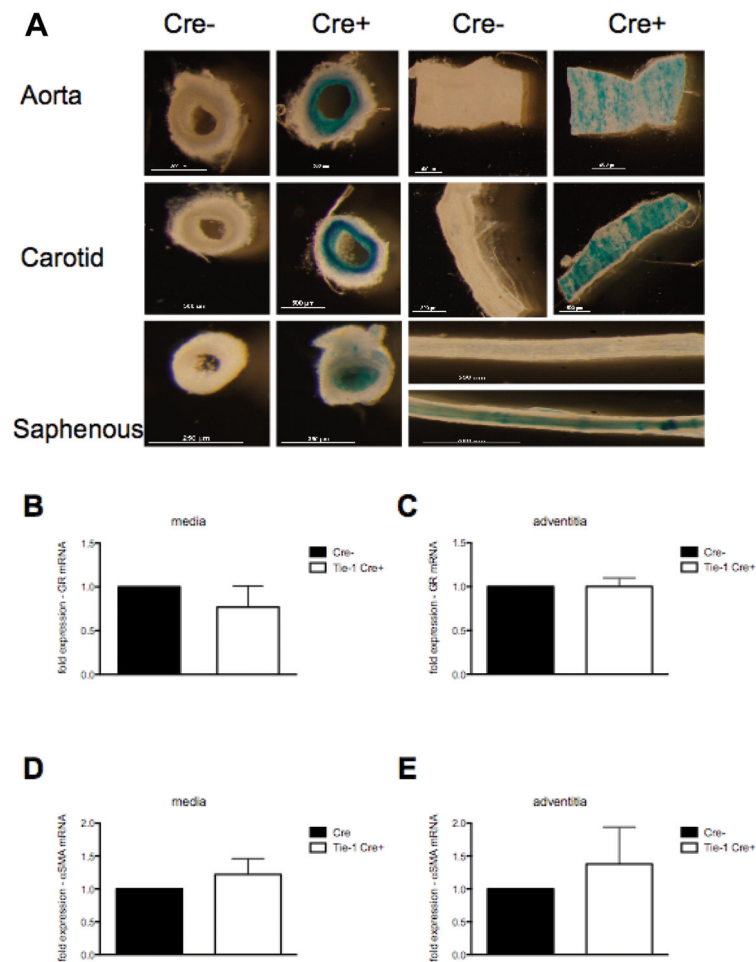 A
Cre- Cre+ Cre- Cre+
Aorta
Carotid
500 µm
Saphenous
250 µm
B
media
fold expression - GR mRNA
1.5
1.0
0.5
0.0
Cre-
Tie-1 Cre+
C
adventitia
fold expression - GR mRNA
1.5
1.0
0.5
0.0
Cre-
Tie-1 Cre+
D
media
fold expression - αSMA mRNA
2.0
1.5
1.0
0.5
0.0
Cre
Tie-1 Cre+
E
adventitia
fold expression - αSMA mRNA
2.0
1.5
1.0
0.5
0.0
Cre-
Tie-1 Cre+